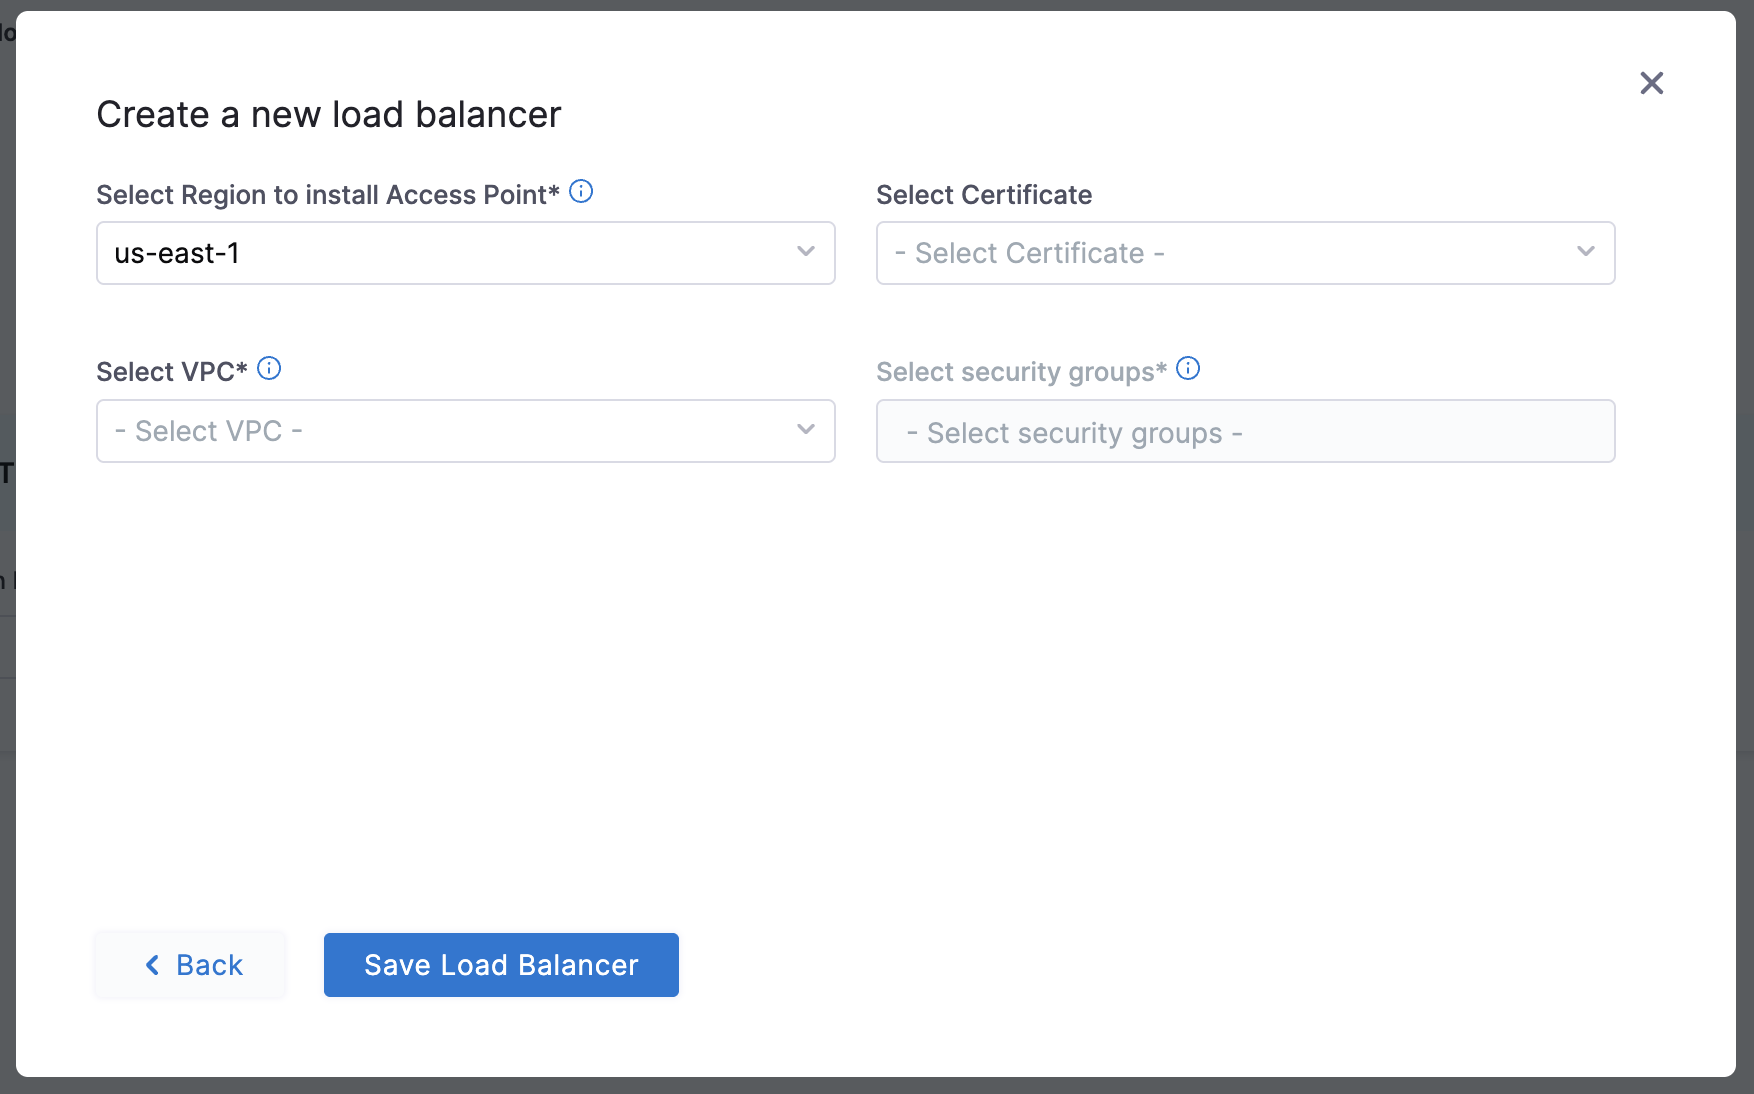 Create a new load balancer
Select Region to install Access Point*
us-east-1
Select Certificate
- Select Certificate -
Select VPC*
- Select VPC -
Select security groups*
- Select security groups -
Back
Save Load Balancer